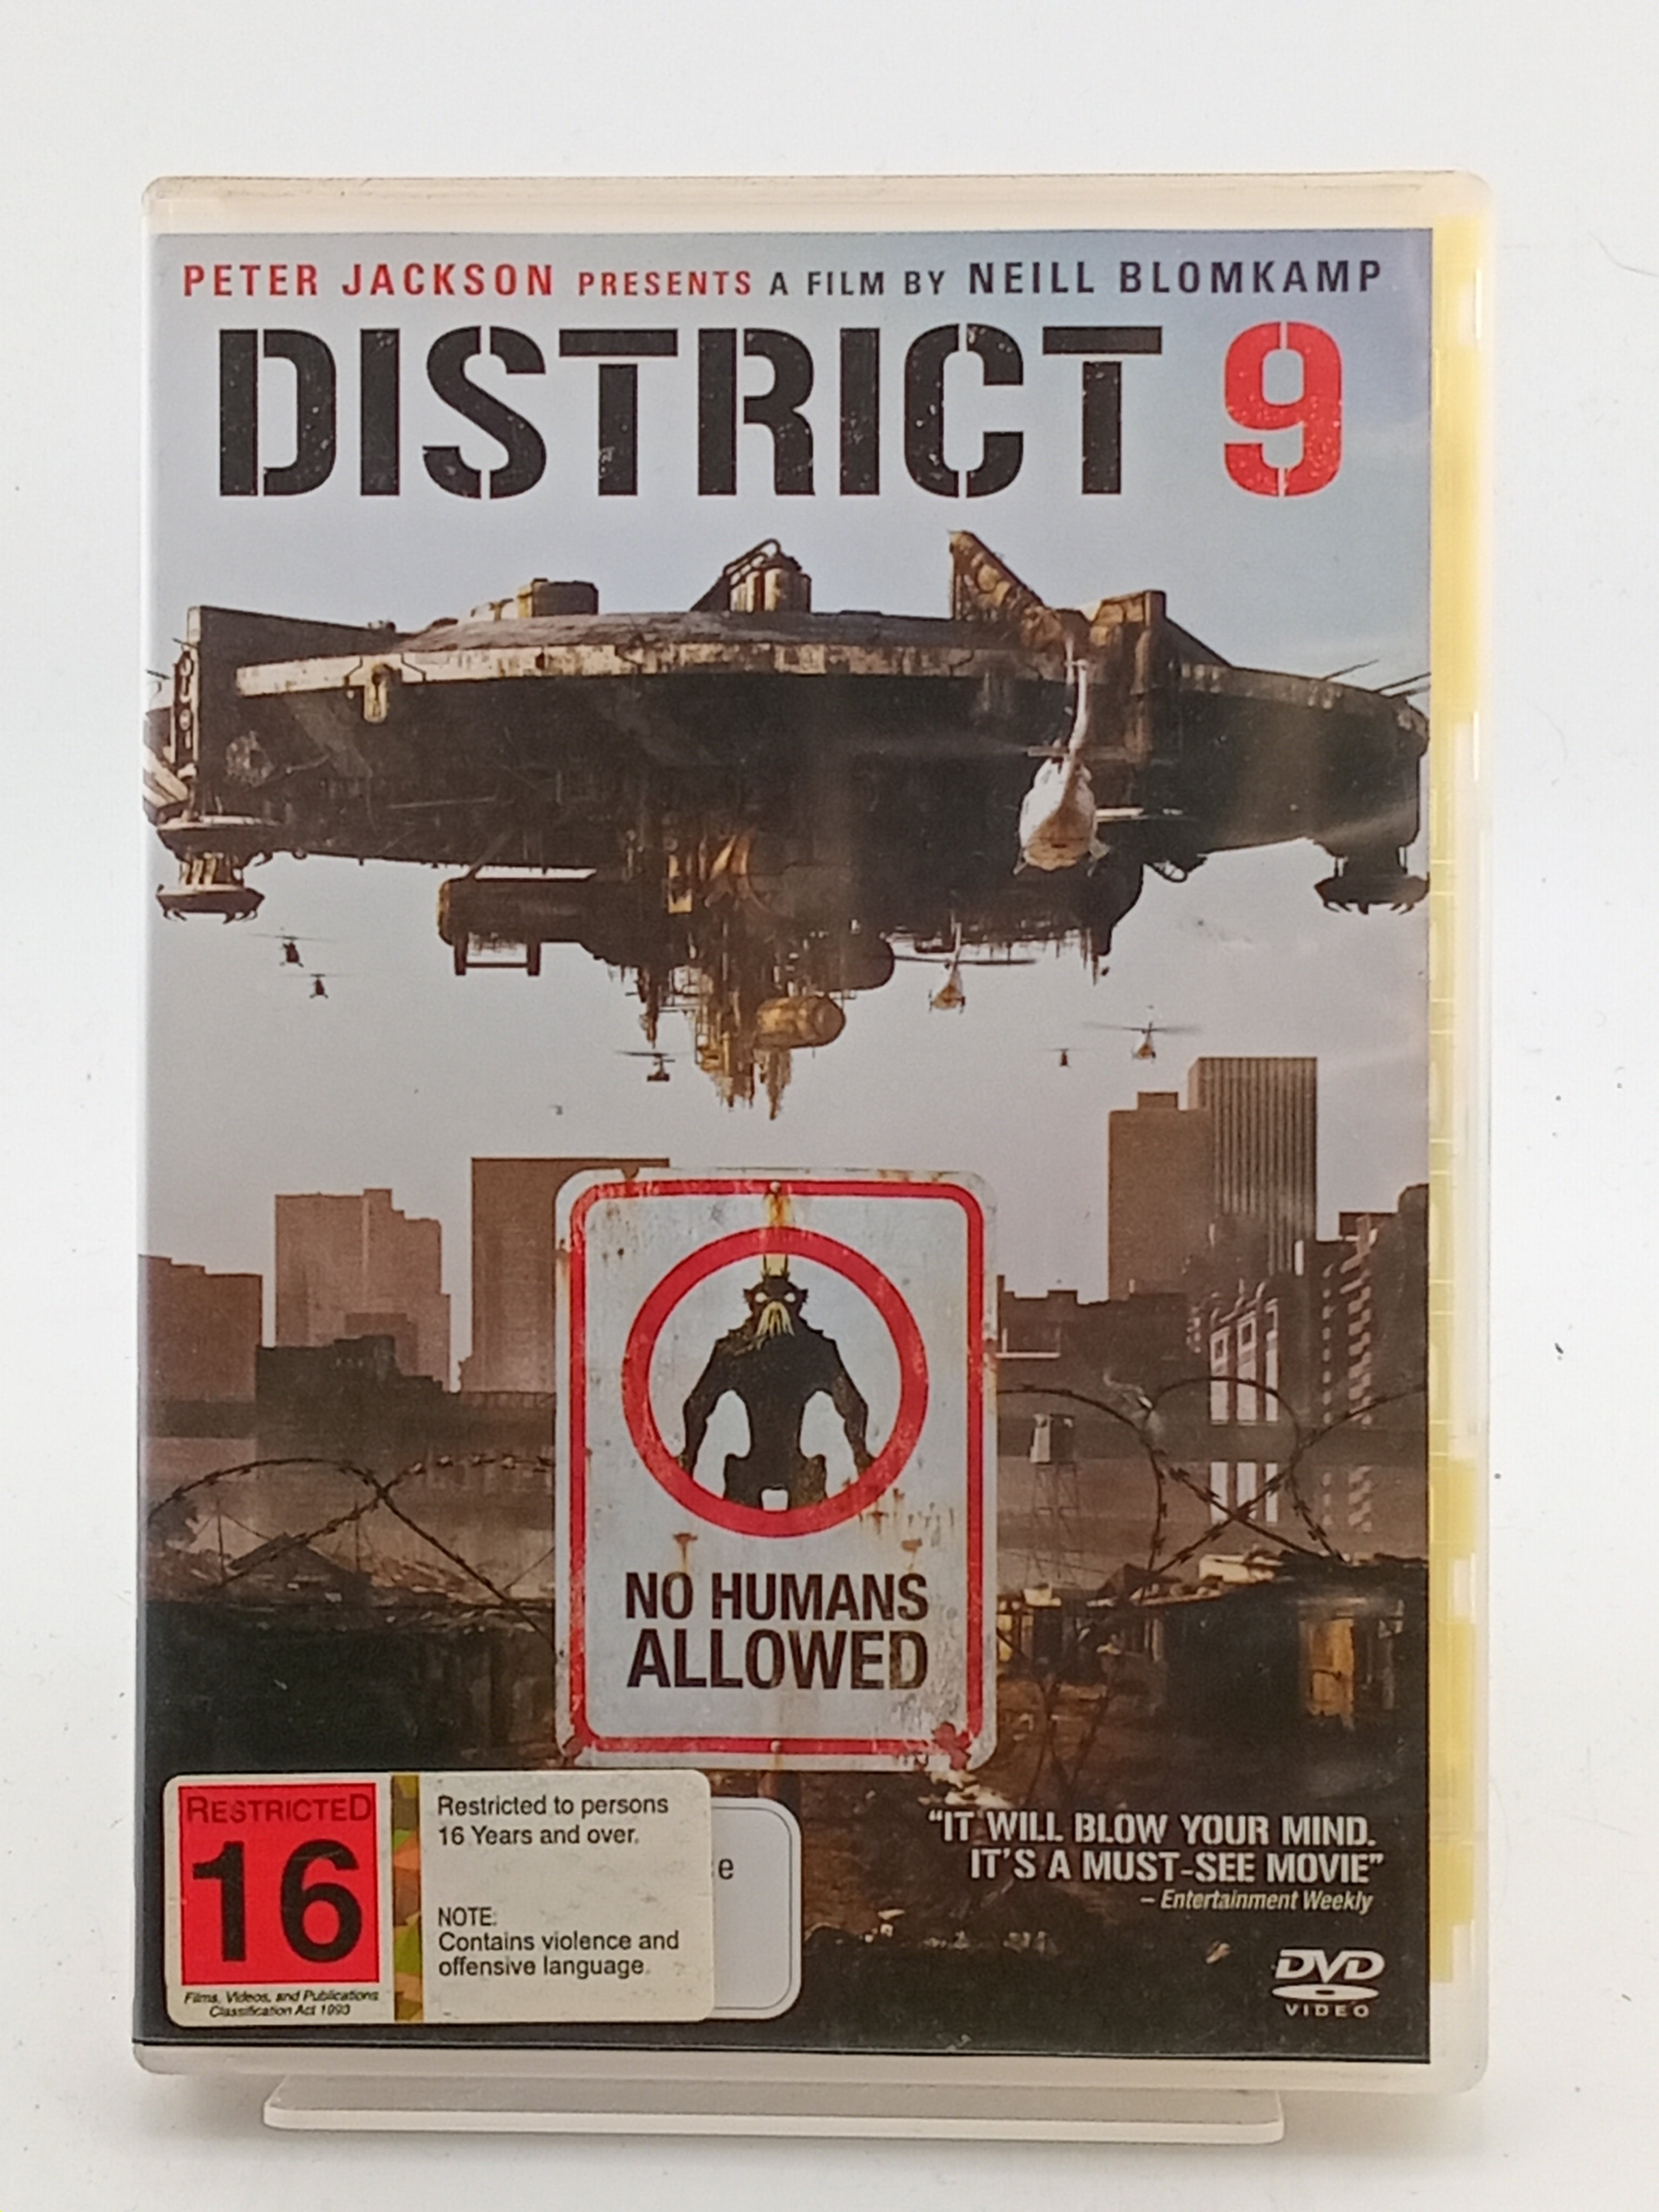 PETER JACKSON PRESENTS A FILM BY NEILL BLOMKAMP
DISTRICT 9
NO HUMANS
ALLOWED
RESTRICTED
16
Films, Videos, and Publications
Classification Act 1993
Restricted to persons
16 Years and over.
NOTE:
Contains violence and
offensive language.
e
"IT WILL BLOW YOUR MIND.
IT'S A MUST-SEE MOVIE"
– Entertainment Weekly
DVD
VIDEO